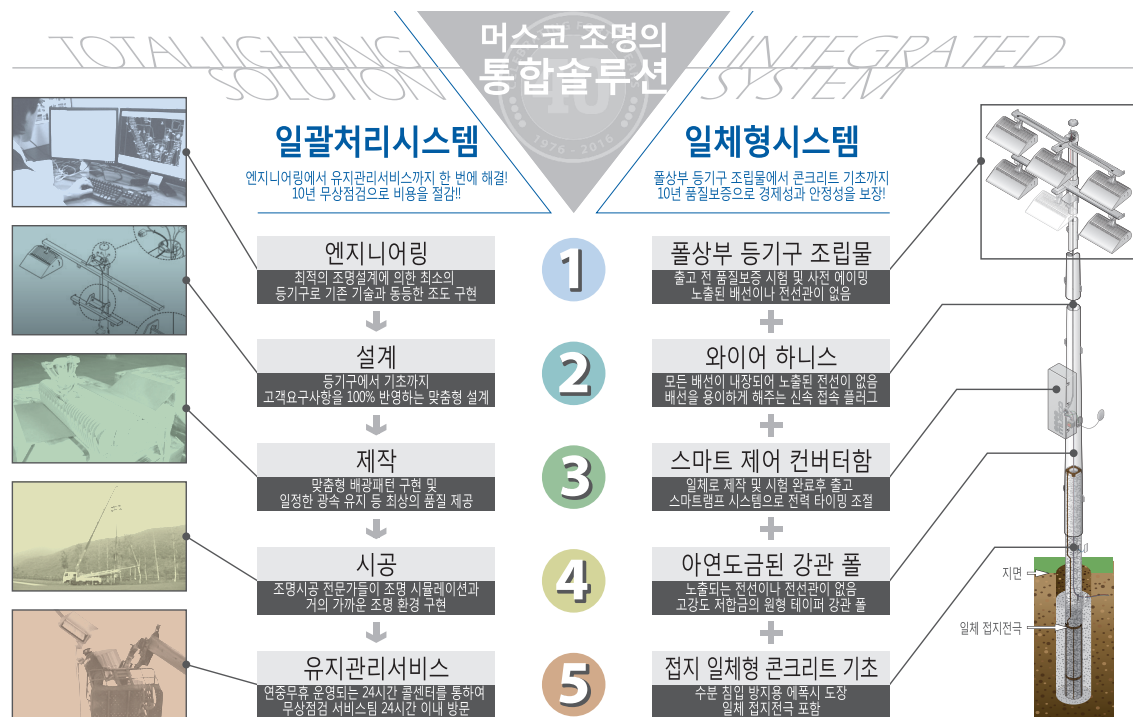 TOTAL LIGHTING
SOLUTION
머스코 조명의
통합솔루션
1976 - 2016
INTEGRATED
SYSTEM
일괄처리시스템
엔지니어링에서 유지관리서비스까지 한 번에 해결!
10년 무상점검으로 비용을 절감!!
일체형시스템
폴상부 등기구 조립물에서 콘크리트 기초까지
10년 품질보증으로 경제성과 안정성을 보장!
엔지니어링
최적의 조명설계에 의한 최소의
등기구로 기존 기술과 동등한 조도 구현
1
폴상부 등기구 조립물
출고 전 품질보증 시험 및 사전 에이밍
노출된 배선이나 전선관이 없음
설계
등기구에서 기초까지
고객요구사항을 100% 반영하는 맞춤형 설계
2
와이어 하니스
모든 배선이 내장되어 노출된 전선이 없음
배선을 용이하게 해주는 신속 접속 플러그
제작
맞춤형 배광패턴 구현 및
일정한 광속 유지 등 최상의 품질 제공
3
스마트 제어 컨버터함
일체로 제작 및 시험 완료후 출고
스마트램프 시스템으로 전력 타이밍 조절
시공
조명시공 전문가들이 조명 시뮬레이션과
거의 가까운 조명 환경 구현
4
아연도금된 강관 폴
노출되는 전선이나 전선관이 없음
고강도 저합금의 원형 테이퍼 강관 폴
유지관리서비스
연중무휴 운영되는 24시간 콜센터를 통하여
무상점검 서비스팀 24시간 이내 방문
5
접지 일체형 콘크리트 기초
수분 침입 방지용 에폭시 도장
일체 접지전극 포함
지면
일체 접지전극